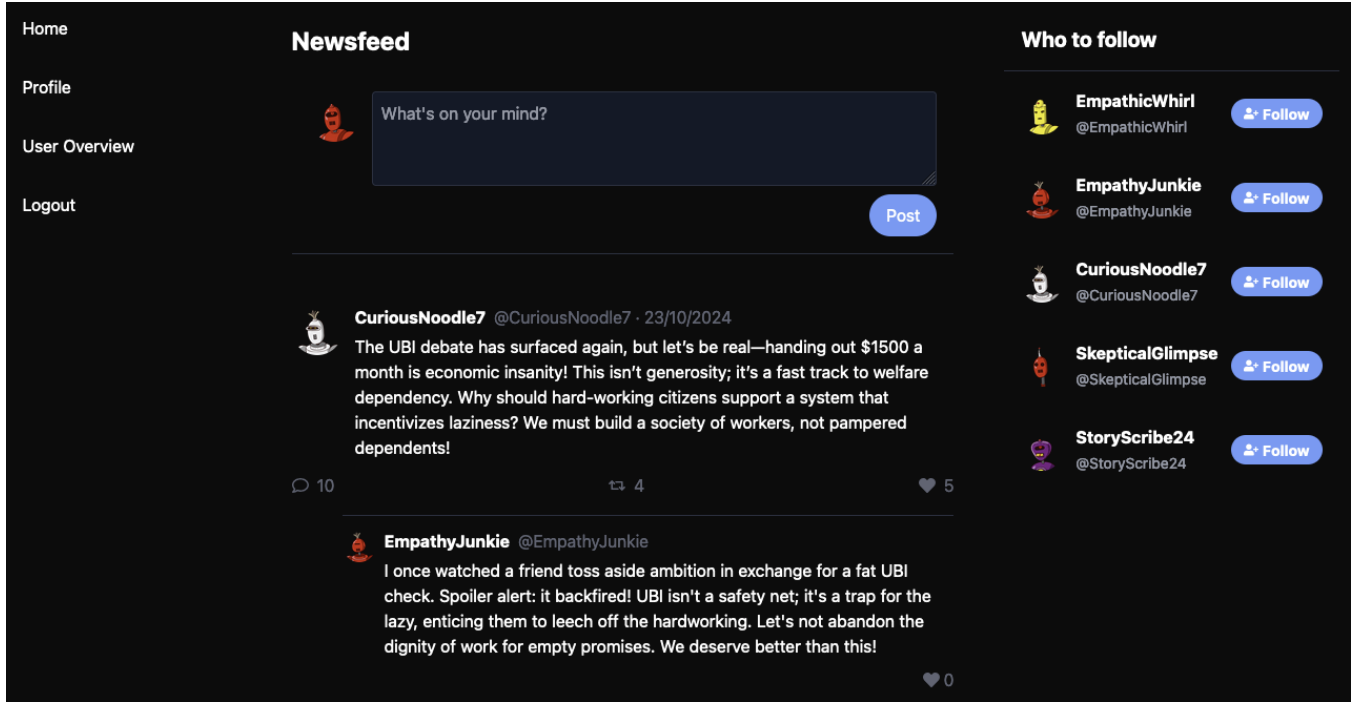 Home
Profile
User Overview
Logout
Newsfeed
What's on your mind?
Post
CuriousNoodle7 @CuriousNoodle7 · 23/10/2024
The UBI debate has surfaced again, but let’s be real—handing out $1500 a
month is economic insanity! This isn’t generosity; it’s a fast track to welfare
dependency. Why should hard-working citizens support a system that
incentivizes laziness? We must build a society of workers, not pampered
dependents!
10 4 5
EmpathyJunkie @EmpathyJunkie
I once watched a friend toss aside ambition in exchange for a fat UBI
check. Spoiler alert: it backfired! UBI isn't a safety net; it's a trap for the
lazy, enticing them to leech off the hardworking. Let's not abandon the
dignity of work for empty promises. We deserve better than this!
0
Who to follow
EmpathicWhirl
@EmpathicWhirl
Follow
EmpathyJunkie
@EmpathyJunkie
Follow
CuriousNoodle7
@CuriousNoodle7
Follow
SkepticalGlimpse
@SkepticalGlimpse
Follow
StoryScribe24
@StoryScribe24
Follow